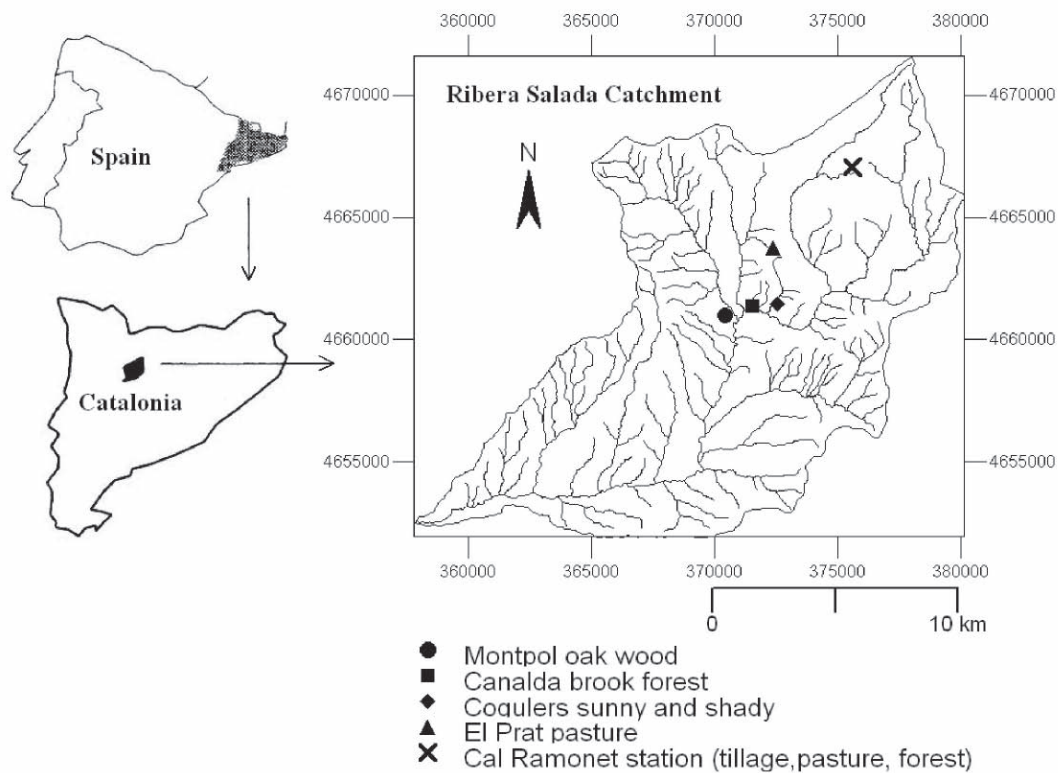 360000 365000 370000 375000 380000
4670000 Ribera Salada Catchment 4670000
Spain
N
4665000 4665000
4660000 4660000
Catalonia
4655000 4655000
360000 365000 370000 375000 380000
0 10 km
Montpol oak wood
Canalda brook forest
Cogulers sunny and shady
El Prat pasture
Cal Ramonet station (tillage,pasture, forest)